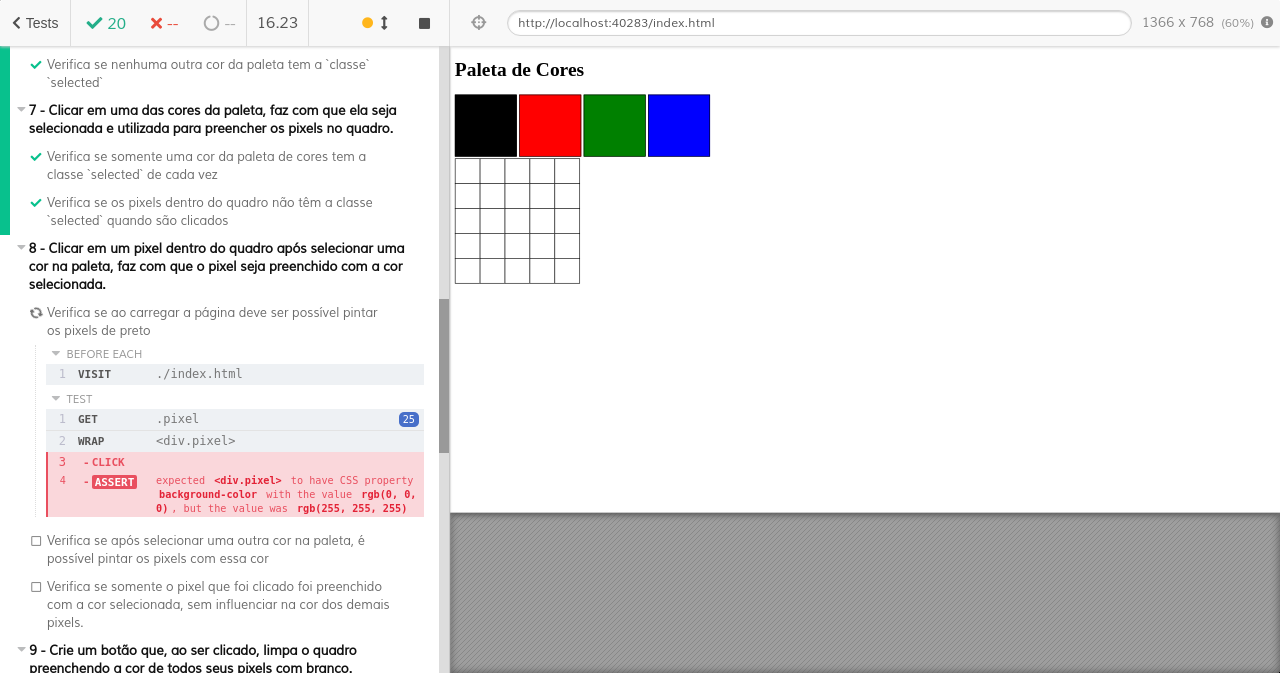 Tests
20
--
--
16.23
http://localhost:40283/index.html
1366 x 768 (60%)
Verifica se nenhuma outra cor da paleta tem a `classe`
`selected`
7 - Clicar em uma das cores da paleta, faz com que ela seja
selecionada e utilizada para preencher os pixels no quadro.
Verifica se somente uma cor da paleta de cores tem a
classe `selected` de cada vez
Verifica se os pixels dentro do quadro não têm a classe
`selected` quando são clicados
8 - Clicar em um pixel dentro do quadro após selecionar uma
cor na paleta, faz com que o pixel seja preenchido com a cor
selecionada.
Verifica se ao carregar a página deve ser possível pintar
os pixels de preto
BEFORE EACH
1 VISIT ./index.html
TEST
1 GET .pixel 25
2 WRAP <div.pixel>
3 -CLICK
4 -ASSERT expected <div.pixel> to have CSS property
background-color with the value rgb(0, 0,
0), but the value was rgb(255, 255, 255)
Verifica se após selecionar uma outra cor na paleta, é
possível pintar os pixels com essa cor
Verifica se somente o pixel que foi clicado foi preenchido
com a cor selecionada, sem influenciar na cor dos demais
pixels.
9 - Crie um botão que, ao ser clicado, limpa o quadro
preenchendo a cor de todos seus pixels com branco.
Paleta de Cores